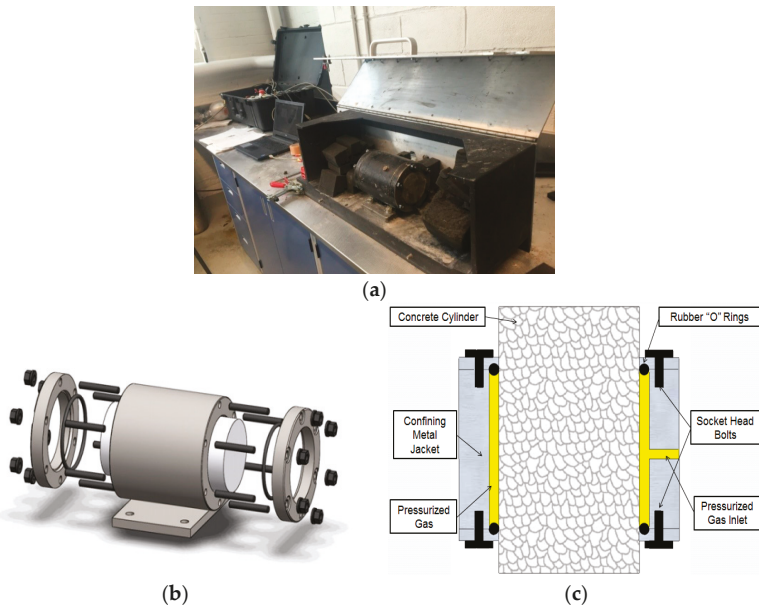 (a)
Concrete Cylinder
Rubber "O" Rings
Confining
Metal
Jacket
Socket Head
Bolts
Pressurized
Gas
Pressurized
Gas Inlet
(b)
(c)